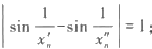 | sin 1/x'ₙ − sin 1/x''ₙ | = 1 ;